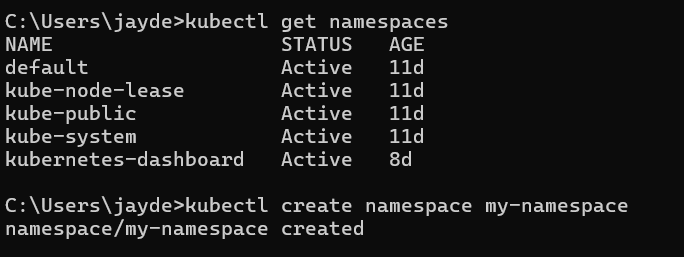 C:\Users\jayde>kubectl get namespaces
NAME                   STATUS   AGE
default                Active   11d
kube-node-lease        Active   11d
kube-public            Active   11d
kube-system            Active   11d
kubernetes-dashboard   Active   8d
C:\Users\jayde>kubectl create namespace my-namespace
namespace/my-namespace created